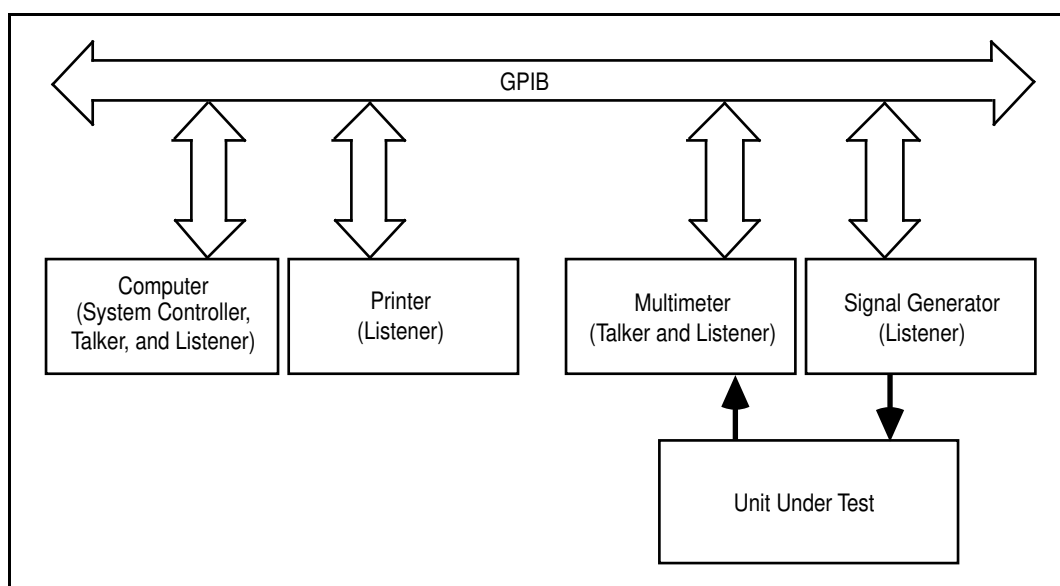 GPIB
Computer
(System Controller,
Talker, and Listener)
Printer
(Listener)
Multimeter
(Talker and Listener)
Signal Generator
(Listener)
Unit Under Test